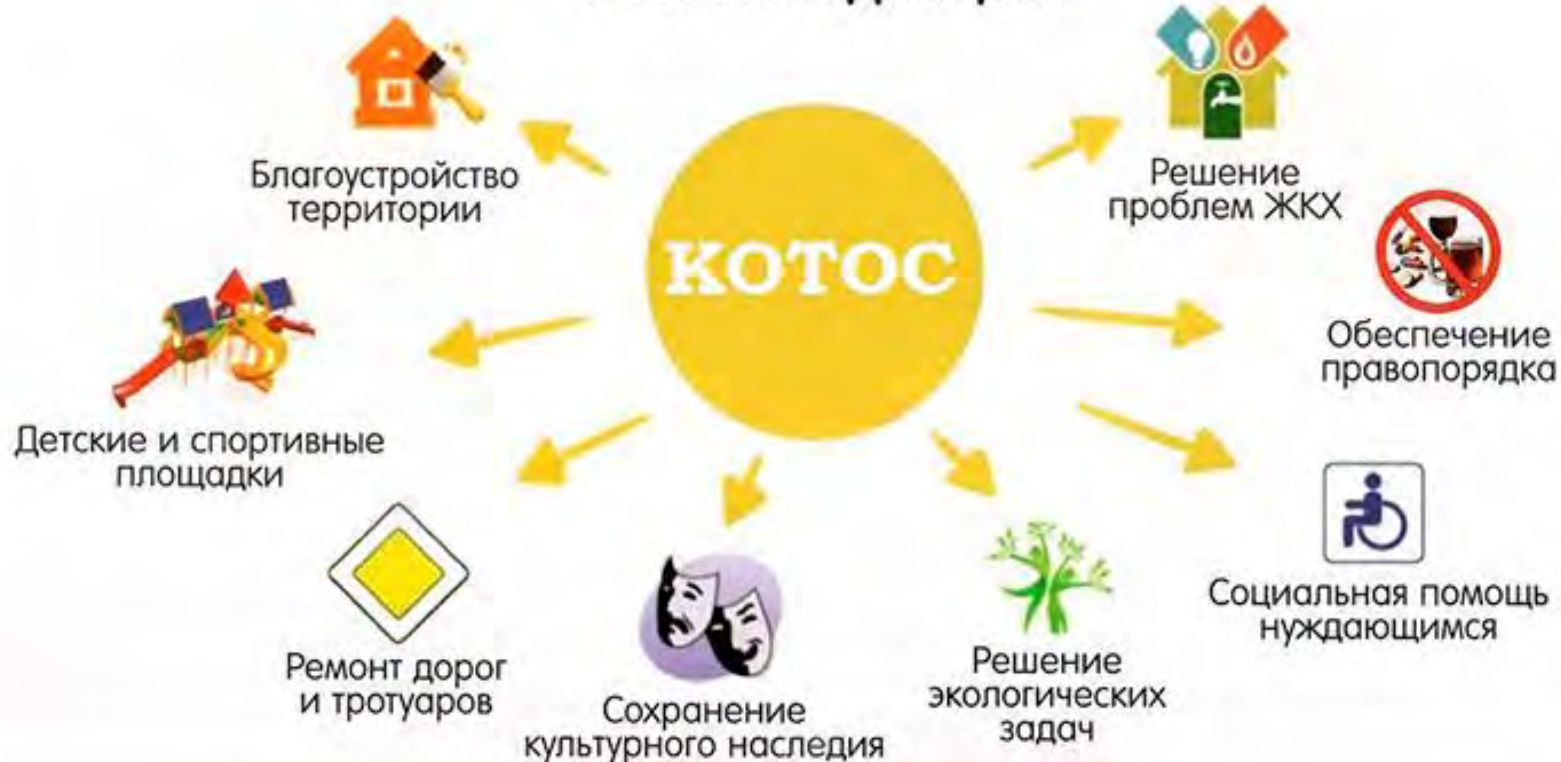 Благоустройство
территории
Решение
проблем ЖКХ
КОТОС
Обеспечение
правопорядка
Детские и спортивные
площадки
Социальная помощь
нуждающимся
Ремонт дорог
и тротуаров
Сохранение
культурного наследия
Решение
экологических
задач